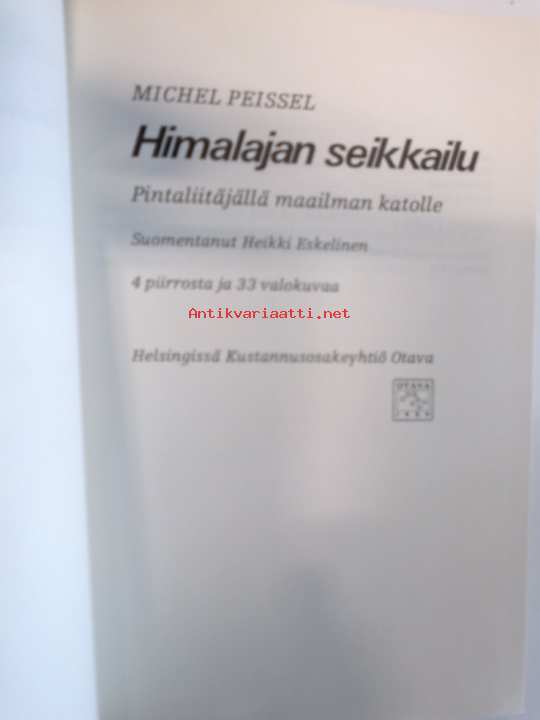 MICHEL PEISSEL
Himalajan seikkailu
Pintaliitäjällä maailman katolle
Suomentanut Heikki Eskelinen
4 piirrosta ja 33 valokuvaa
Antikvariaatti.net
Helsingissä Kustannusosakeyhtiö Otava
OTAVA